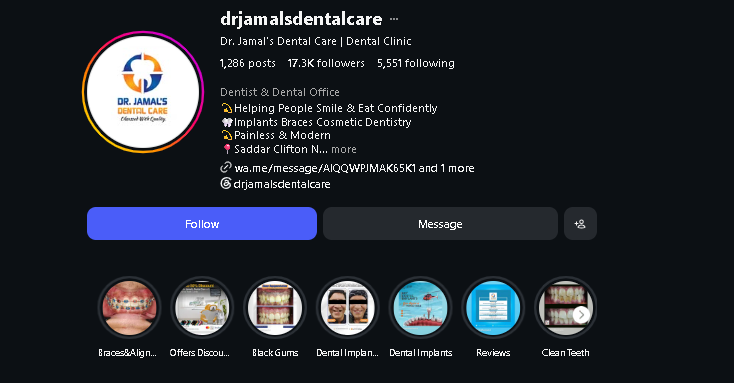 drjamalsdentalcare ...
Dr. Jamal's Dental Care | Dental Clinic
1,286 posts 17.3K followers 5,551 following
DR. JAMAL'S
DENTAL CARE
Obsessed With Quality
Dentist & Dental Office
💫Helping People Smile & Eat Confidently
🦷Implants Braces Cosmetic Dentistry
💫Painless & Modern
📍Saddar Clifton N... more
wa.me/message/AIQQWPJMAK65K1 and 1 more
drjamalsdentalcare
Follow Message
Braces&Align... Offers Discou... Black Gums Dental Implan... Dental Implants Reviews Clean Teeth